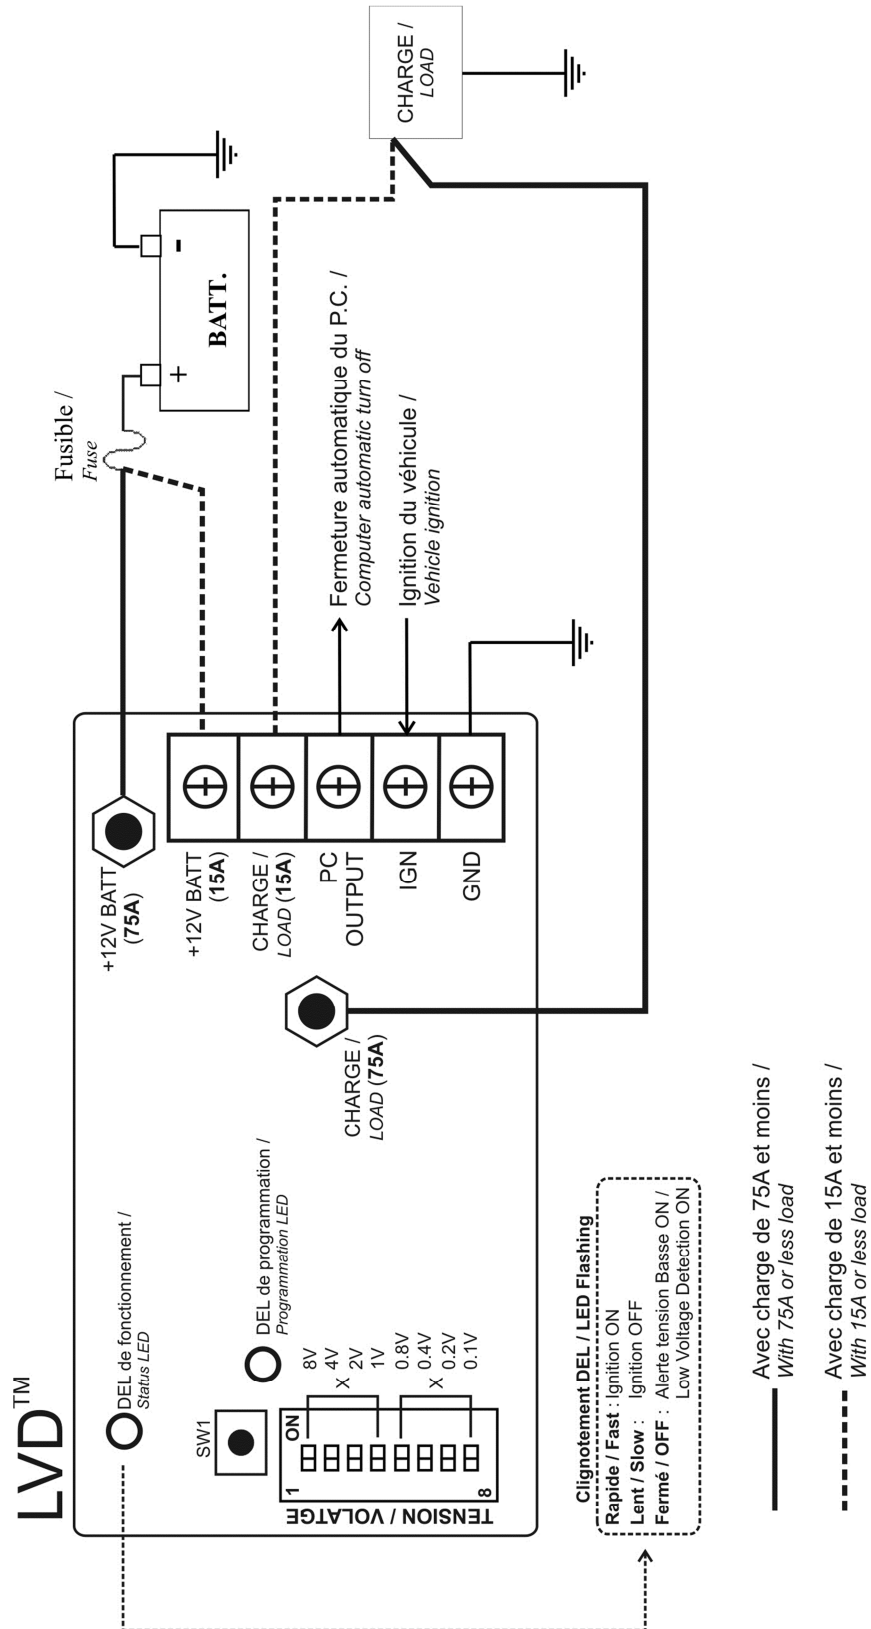 LVD™
DEL de fonctionnement /
Status LED
SW1
DEL de programmation /
Programmation LED
TENSION / VOLATGE
1
ON
8
8V
4V
2V
1V
X
0.8V
0.4V
0.2V
0.1V
X
+12V BATT
(75A)
+12V BATT
(15A)
CHARGE /
LOAD (15A)
PC
OUTPUT
IGN
GND
CHARGE /
LOAD (75A)
Fusible /
Fuse
+
-
BATT.
Fermeture automatique du P.C. /
Computer automatic turn off
Ignition du véhicule /
Vehicle ignition
CHARGE /
LOAD
Clignotement DEL / LED Flashing
Rapide / Fast : Ignition ON
Lent / Slow : Ignition OFF
Fermé / OFF : Alerte tension Basse ON /
Low Voltage Detection ON
Avec charge de 75A et moins /
With 75A or less load
Avec charge de 15A et moins /
With 15A or less load